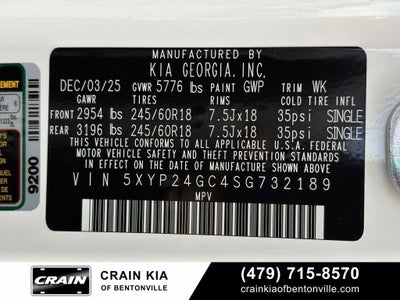 MANUFACTURED BY
KIA GEORGIA, INC.
DEC/03/25 GVWR 5776 lbs PAINT GWP TRIM WK
GAWR TIRES RIMS COLD TIRE INFL
FRONT 2954 lbs 245/60R18 7.5Jx18 35psi SINGLE
REAR 3196 lbs 245/60R18 7.5Jx18 35psi SINGLE
THIS VEHICLE CONFORMS TO ALL APPLICABLE U.S.A. FEDERAL
MOTOR VEHICLE SAFETY AND THEFT PREVENTION STANDARDS
IN EFFECT ON THE DATE OF MANUFACTURE SHOWN ABOVE
VIN 5XYP24GC4SG732189
MPV
9200
CRAIN
CRAIN KIA
OF BENTONVILLE
(479) 715-8570
crainkiaofbentonville.com